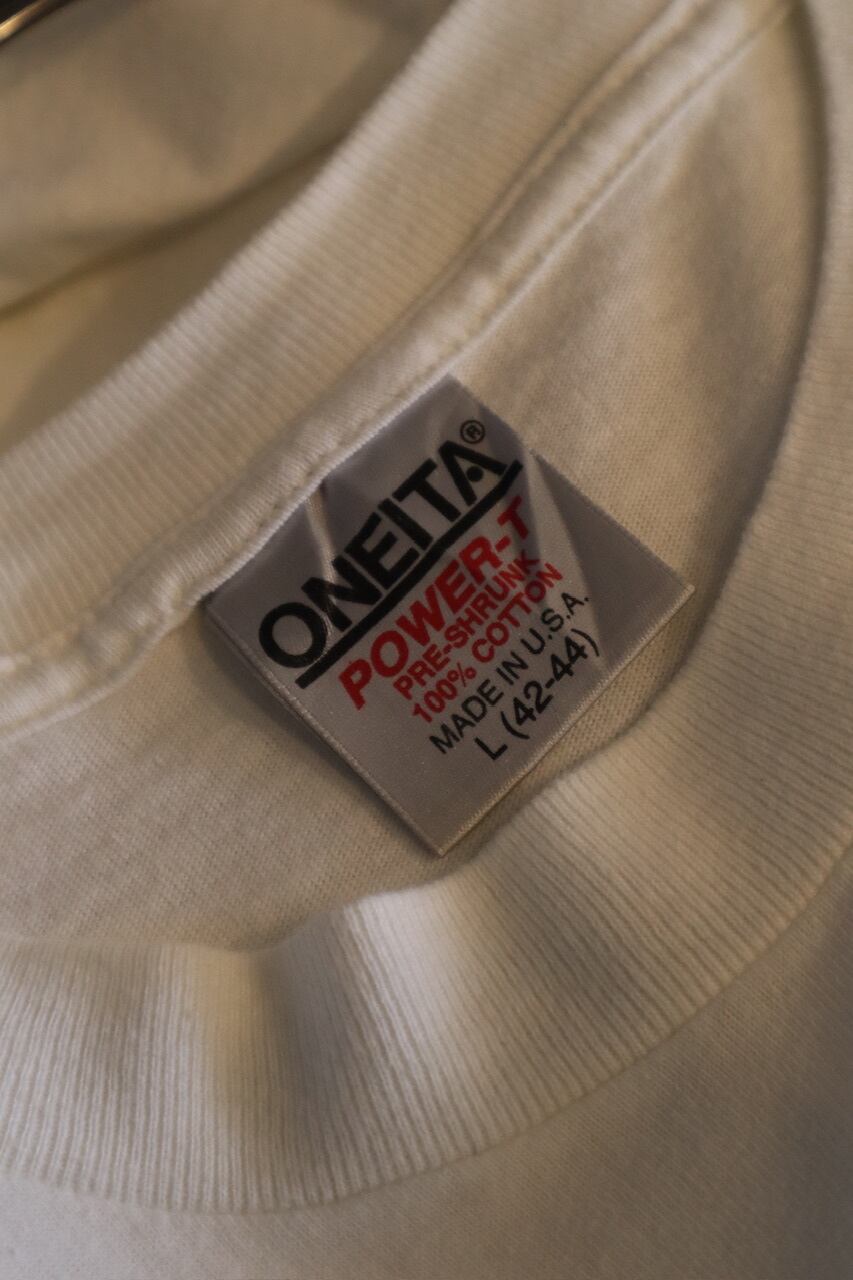 ONEITA®
POWER-T
PRE-SHRUNK
100% COTTON
MADE IN U.S.A.
L (42-44)